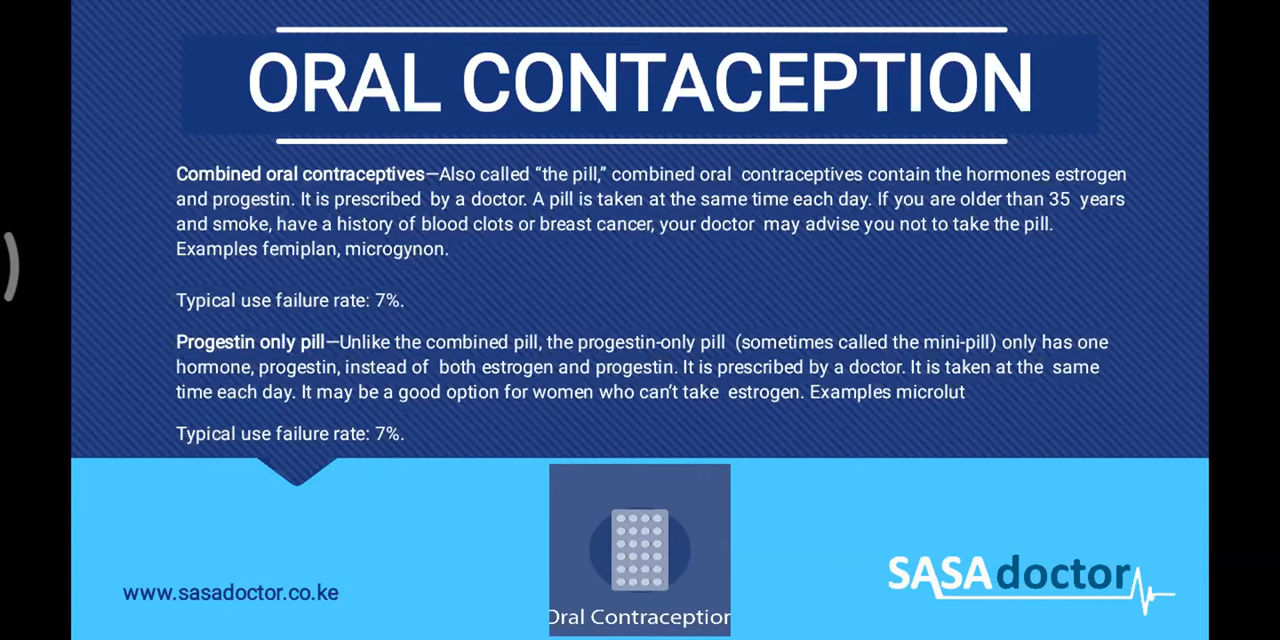 ORAL CONTACEPTION
Combined oral contraceptives—Also called “the pill,” combined oral contraceptives contain the hormones estrogen
and progestin. It is prescribed by a doctor. A pill is taken at the same time each day. If you are older than 35 years
and smoke, have a history of blood clots or breast cancer, your doctor may advise you not to take the pill.
Examples femiplan, microgynon.
Typical use failure rate: 7%.
Progestin only pill—Unlike the combined pill, the progestin-only pill (sometimes called the mini-pill) only has one
hormone, progestin, instead of both estrogen and progestin. It is prescribed by a doctor. It is taken at the same
time each day. It may be a good option for women who can’t take estrogen. Examples microlut
Typical use failure rate: 7%.
Oral Contraception
www.sasadoctor.co.ke
SASAdoctor